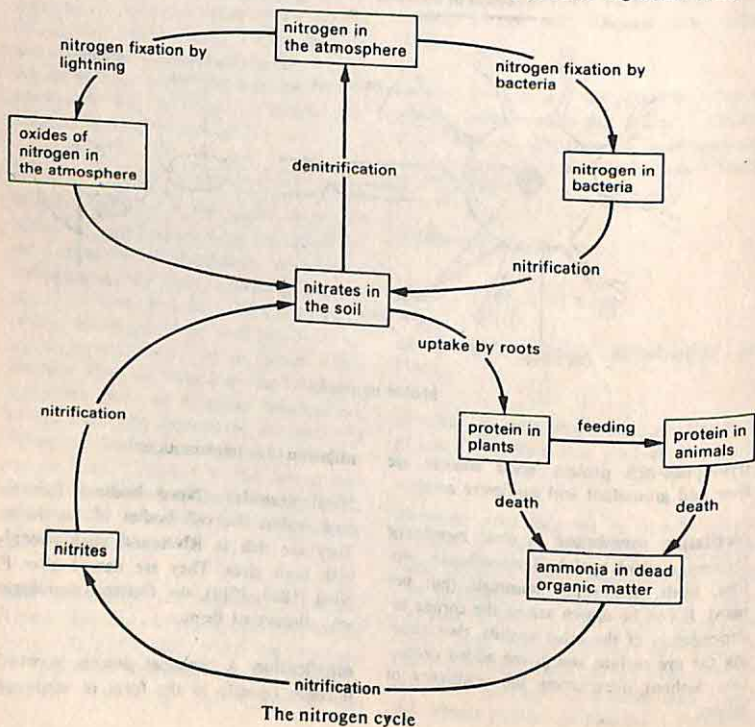 nitrogen in
the atmosphere
nitrogen fixation by
lightning
nitrogen fixation by
bacteria
oxides of
nitrogen in
the atmosphere
denitrification
nitrogen in
bacteria
nitrates in
the soil
nitrification
uptake by roots
nitrification
protein in
plants
feeding
protein in
animals
death
death
nitrites
ammonia in dead
organic matter
nitrification
The nitrogen cycle